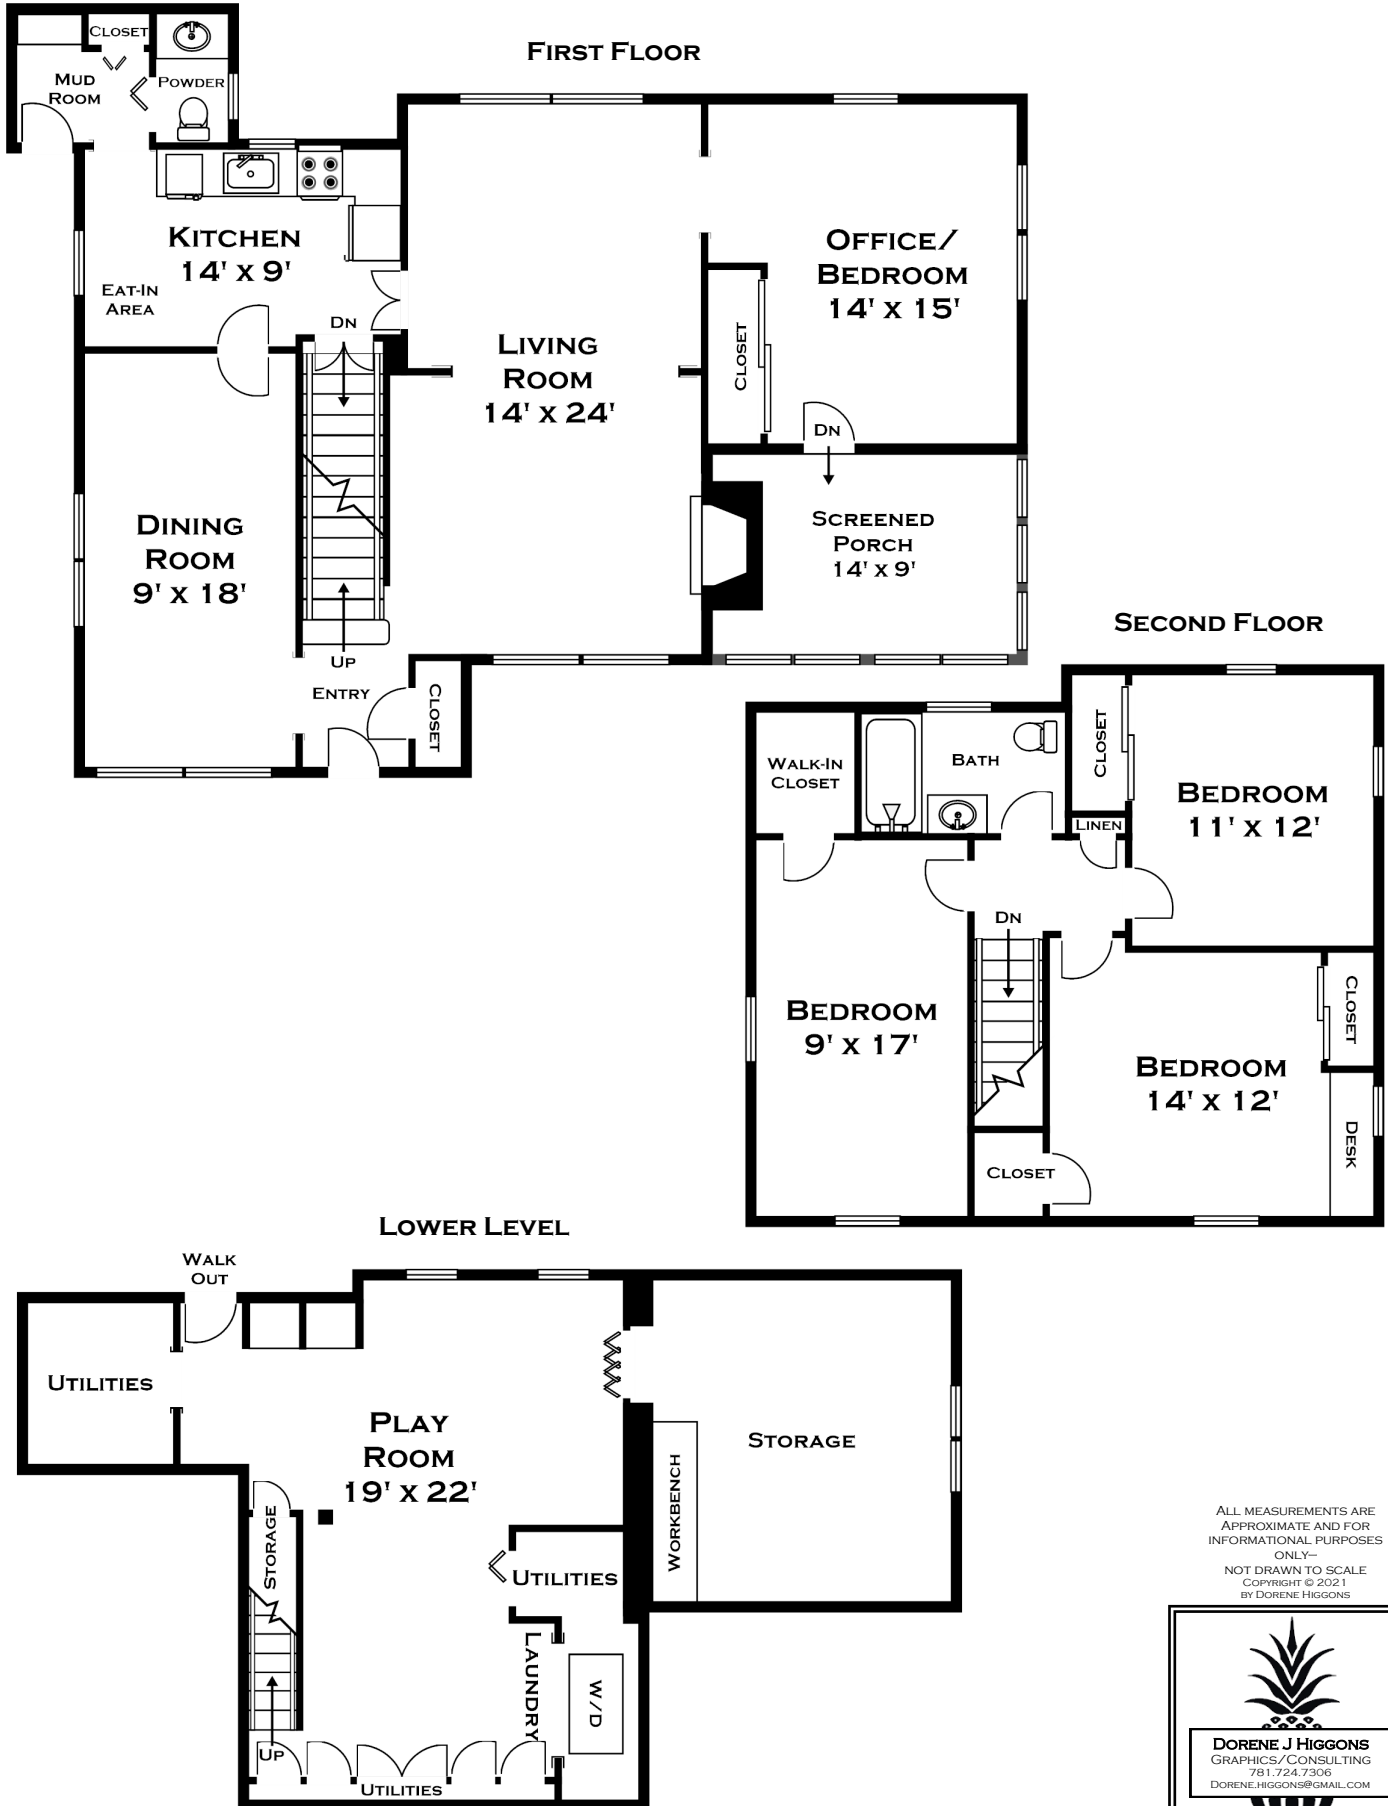 First Floor
Closet
Mud
Room
Powder
Kitchen
14' x 9'
Eat-In
Area
Dn
Living
Room
14' x 24'
Office/
Bedroom
14' x 15'
Closet
Dn
Dining
Room
9' x 18'
Screened
Porch
14' x 9'
Up
Entry
Closet
Second Floor
Walk-In
Closet
Bath
Closet
Bedroom
11' x 12'
Linen
Dn
Bedroom
9' x 17'
Closet
Bedroom
14' x 12'
Desk
Closet
Lower Level
Walk
Out
Utilities
Play
Room
19' x 22'
Storage
Workbench
Storage
Utilities
Laundry
W/D
Up
Utilities
All measurements are
Approximate and for
informational purposes
only–
not drawn to scale
Copyright © 2021
by Dorene Higgons
Dorene J Higgons
Graphics/Consulting
781.724.7306
Dorene.higgons@gmail.com